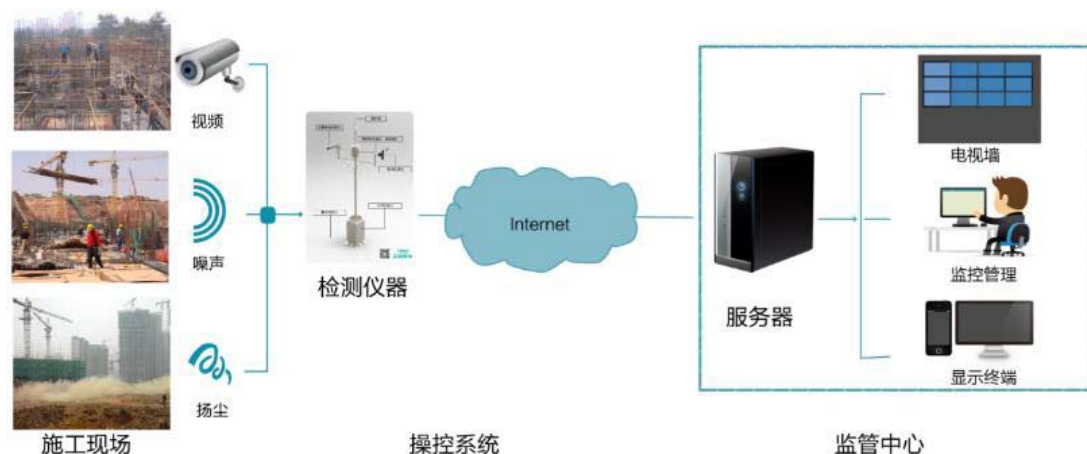 视频
噪声
扬尘
施工现场
检测仪器
Internet
操控系统
服务器
电视墙
监控管理
显示终端
监管中心